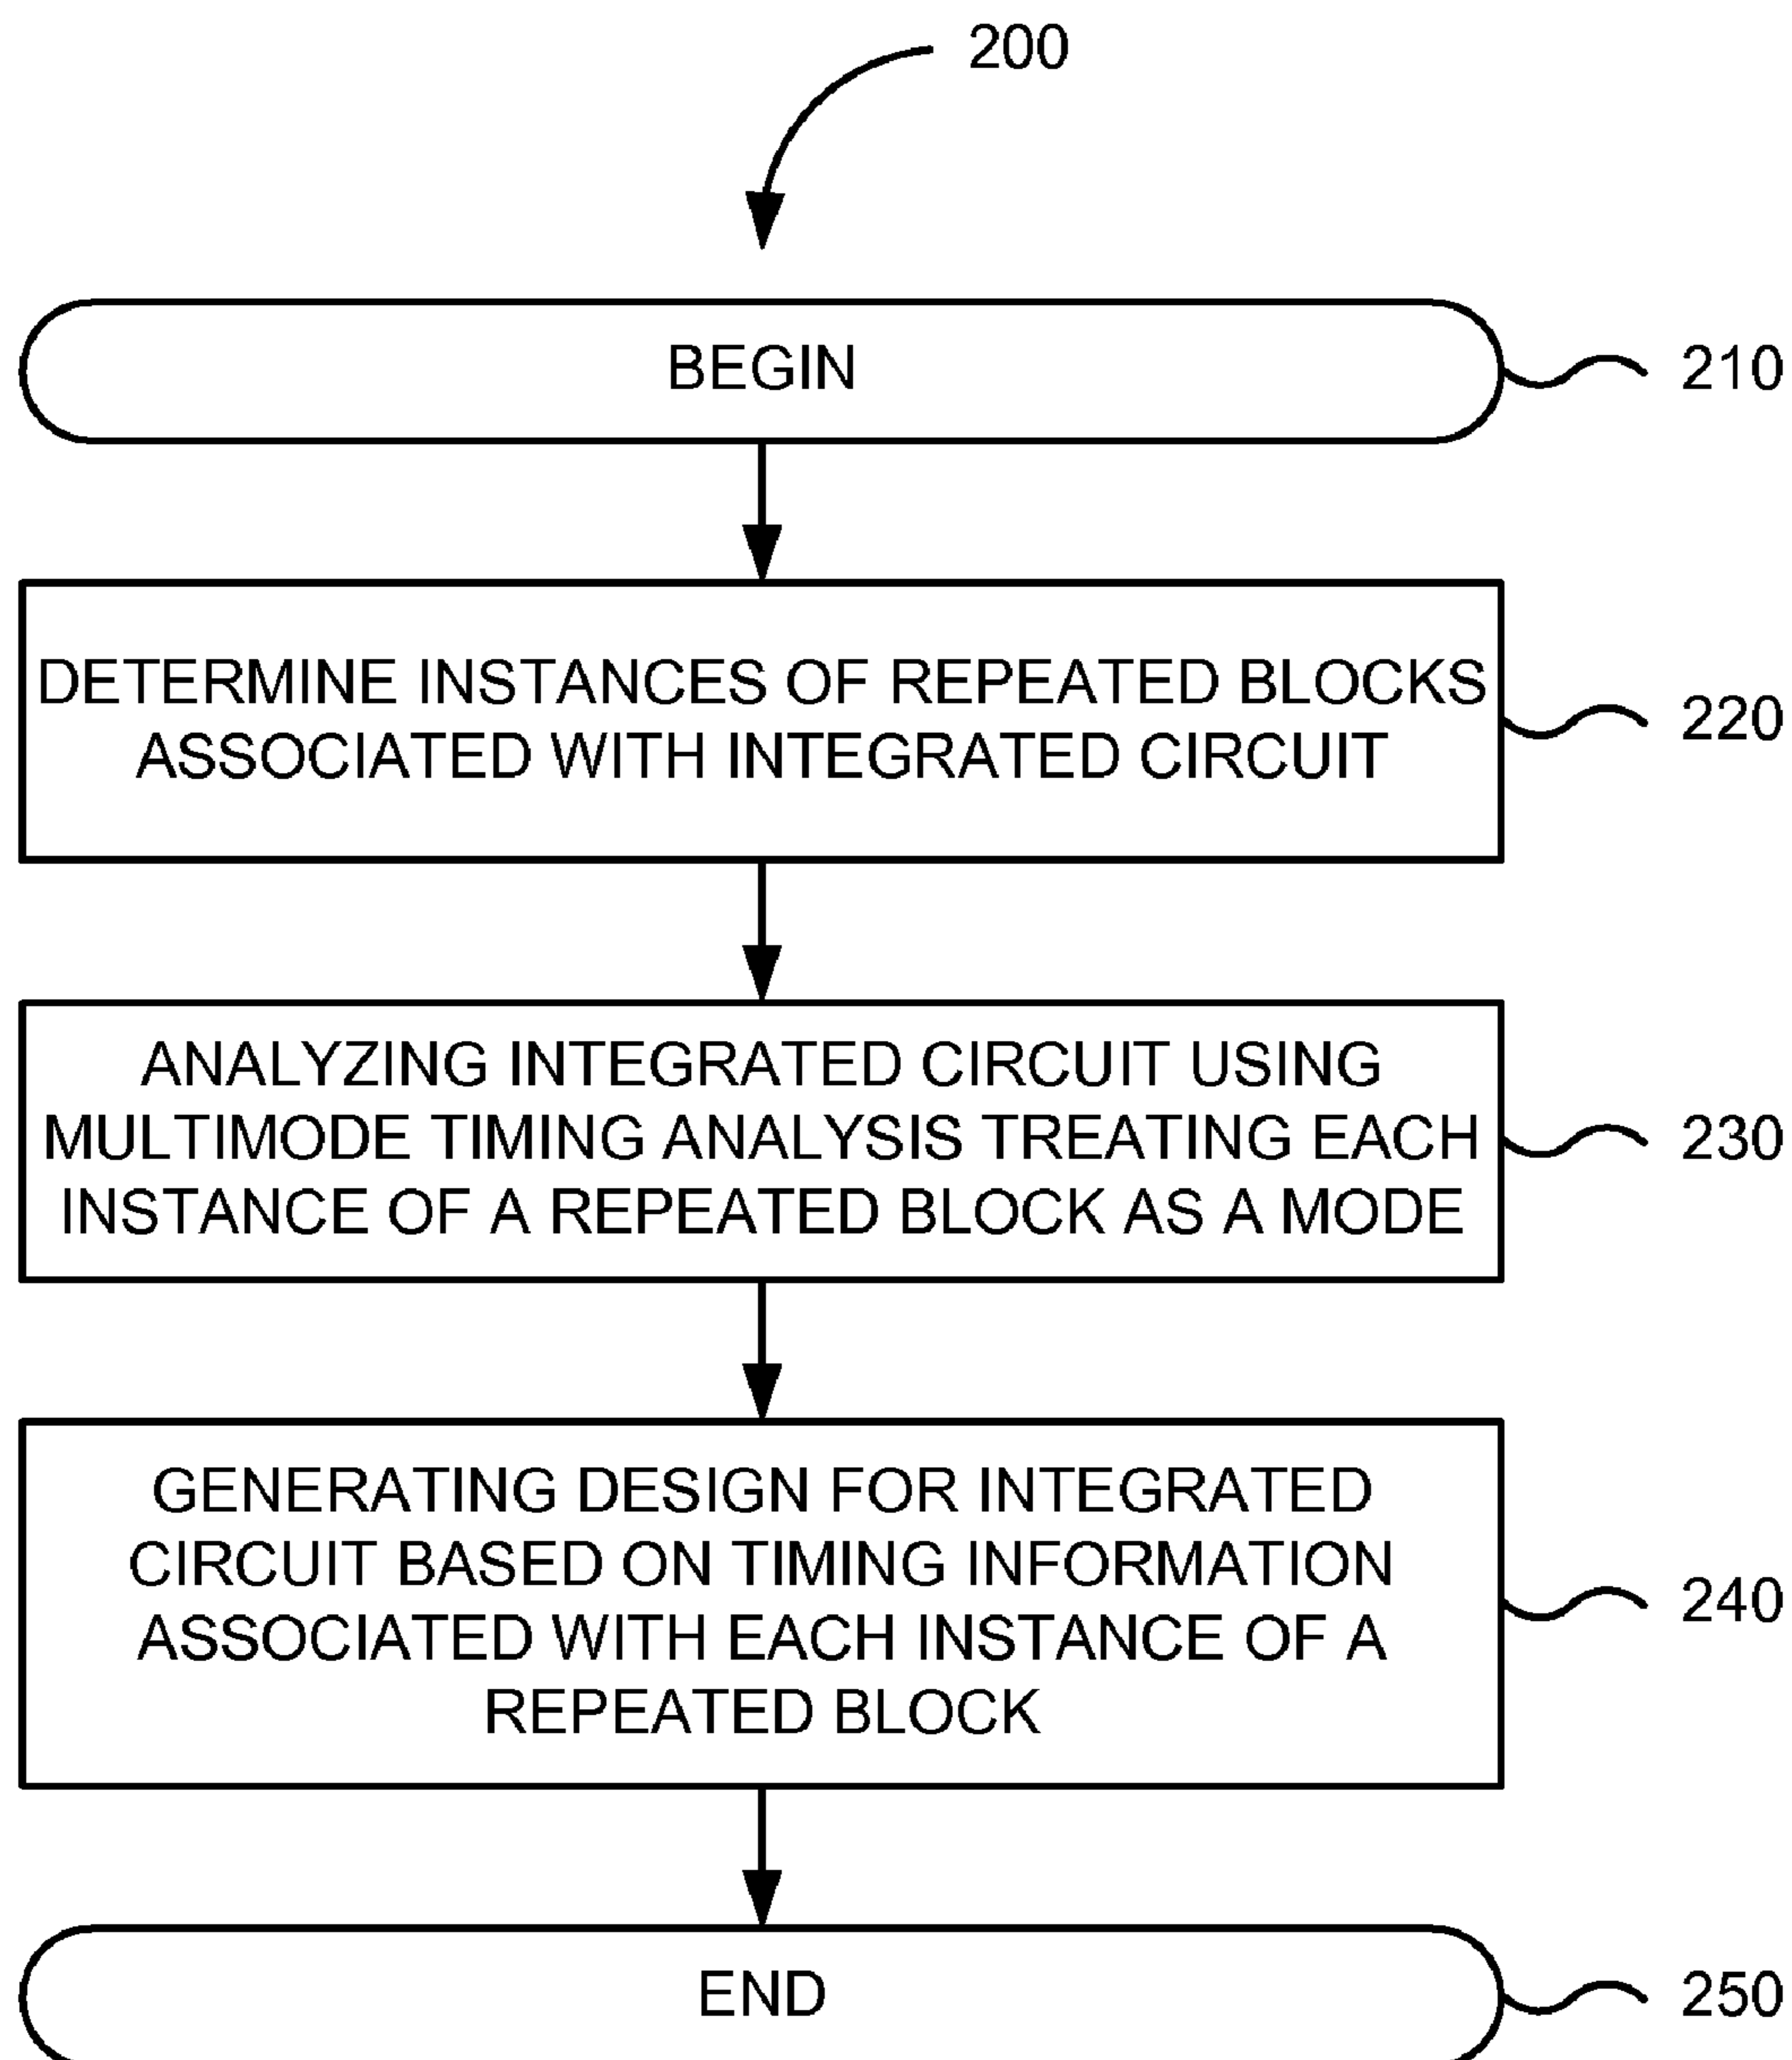 200
BEGIN
210
DETERMINE INSTANCES OF REPEATED BLOCKS
ASSOCIATED WITH INTEGRATED CIRCUIT
220
ANALYZING INTEGRATED CIRCUIT USING
MULTIMODE TIMING ANALYSIS TREATING EACH
INSTANCE OF A REPEATED BLOCK AS A MODE
230
GENERATING DESIGN FOR INTEGRATED
CIRCUIT BASED ON TIMING INFORMATION
ASSOCIATED WITH EACH INSTANCE OF A
REPEATED BLOCK
240
END
250